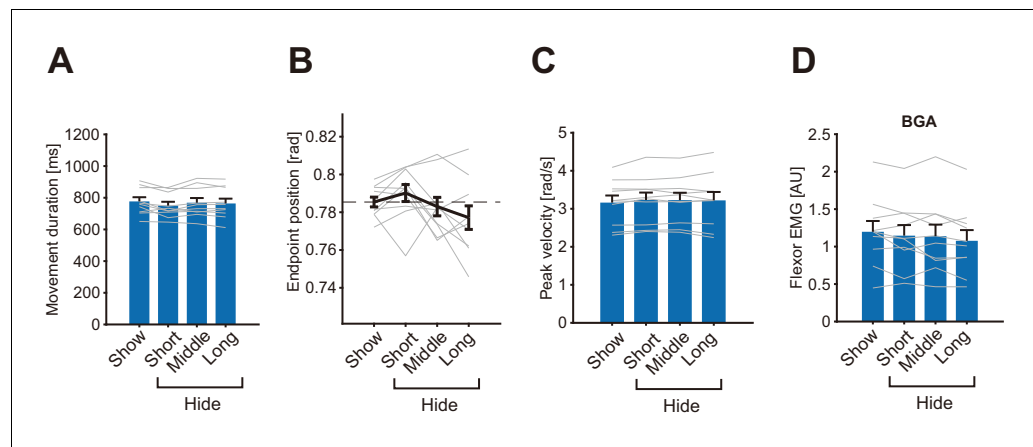 A
B
C
D
BGA
Movement duration [ms]
1200
1000
800
600
400
200
0
Show
Short
Middle
Long
Hide
Endpoint position [rad]
0.82
0.8
0.78
0.76
0.74
Show
Short
Middle
Long
Hide
Peak velocity [rad/s]
5
4
3
2
1
0
Show
Short
Middle
Long
Hide
Flexor EMG [AU]
2.5
2
1.5
1
0.5
0
Show
Short
Middle
Long
Hide